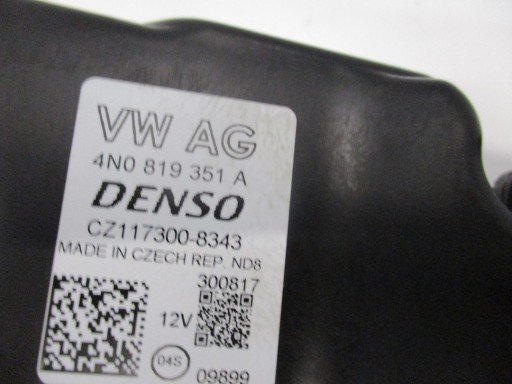 VW AG
4N0 819 351 A
DENSO
CZ117300-8343
MADE IN CZECH REP. ND8
300817
12V
04S
09899